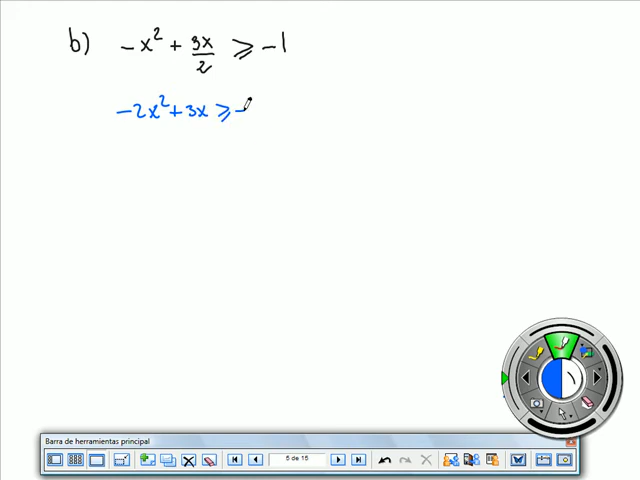 b) -x² + 3x/2 ≥ -1
-2x² + 3x ≥ -
Barra de herramientas principal
5 de 15